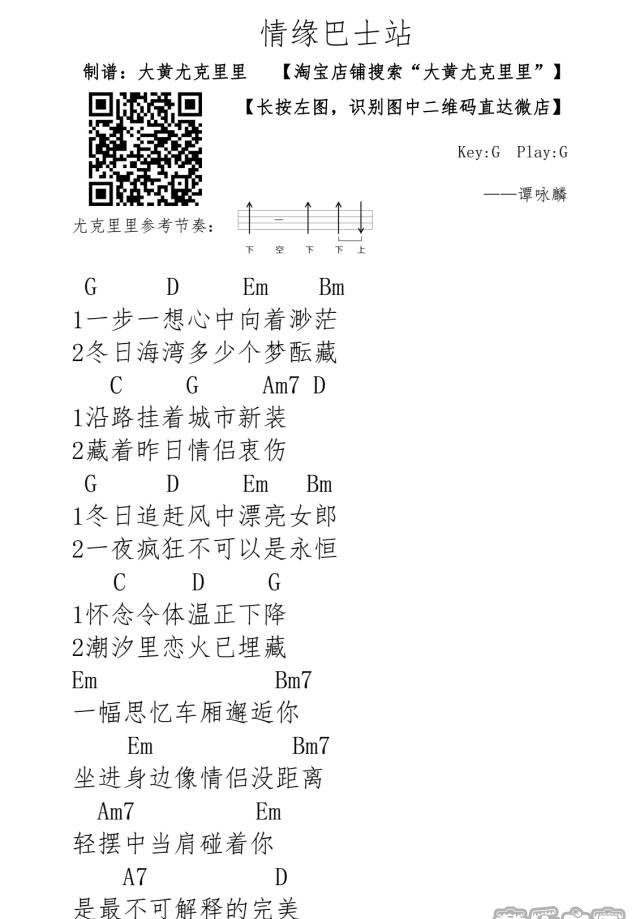 情缘巴士站
制谱：大黄尤克里里 【淘宝店铺搜索“大黄尤克里里”】
【长按左图，识别图中二维码直达微店】
Key:G Play:G
——谭咏麟
尤克里里参考节奏：
下 空 下 下 上
G D Em Bm
1一步一想心中向着渺茫
2冬日海湾多少个梦酝藏
C G Am7 D
1沿路挂着城市新装
2藏着昨日情侣衷伤
G D Em Bm
1冬日追赶风中漂亮女郎
2一夜疯狂不可以是永恒
C D G
1怀念令体温正下降
2潮汐里恋火已埋藏
Em Bm7
一幅思忆车厢邂逅你
Em Bm7
坐进身边像情侣没距离
Am7 Em
轻摆中当肩碰着你
A7 D
是最不可解释的完美